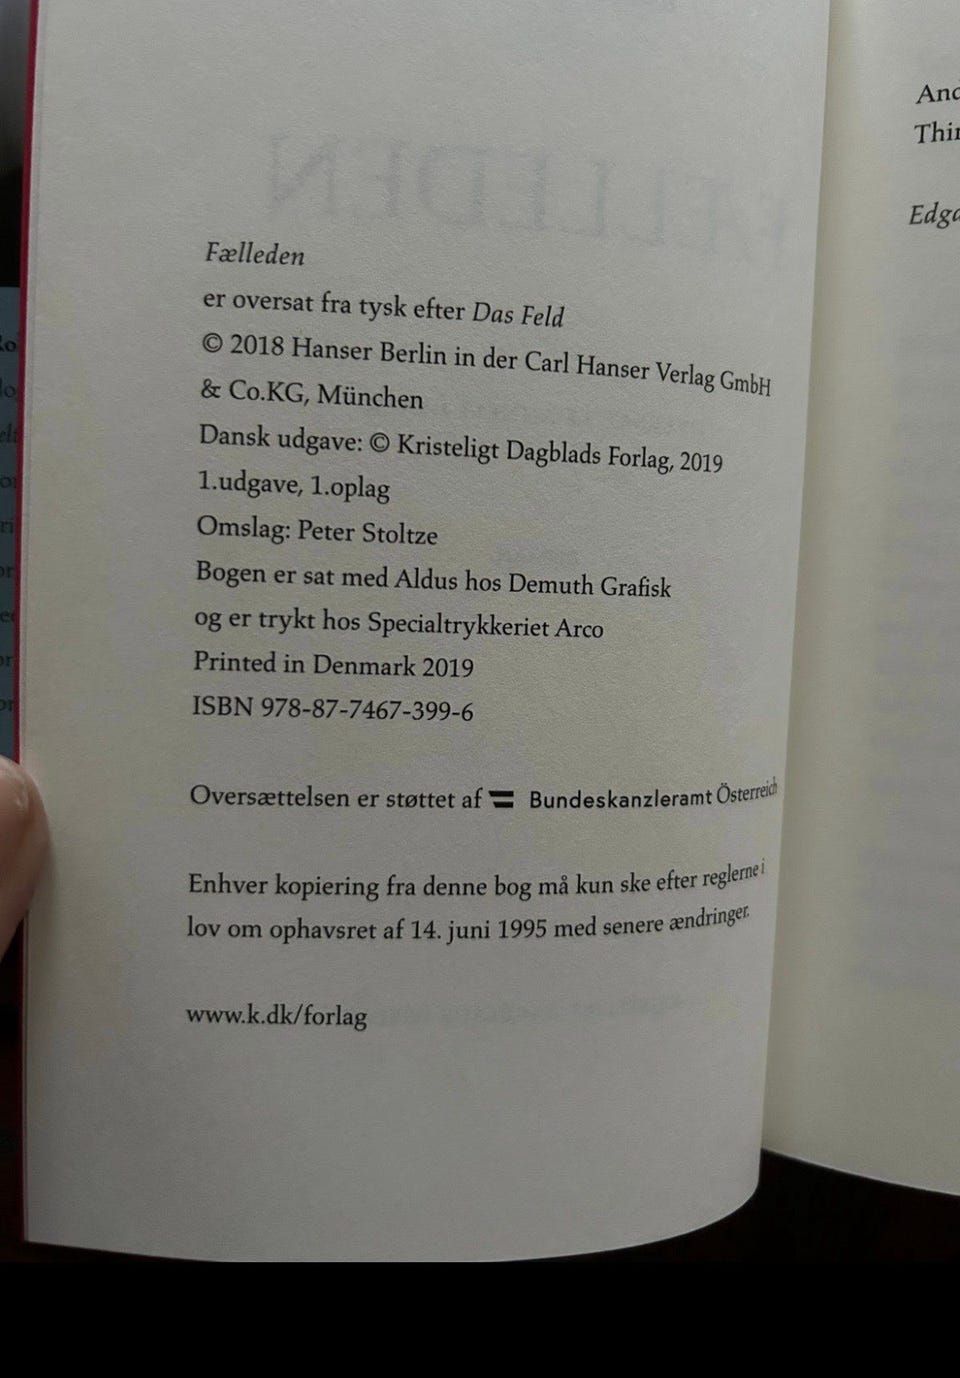 Fælleden
er oversat fra tysk efter Das Feld
© 2018 Hanser Berlin in der Carl Hanser Verlag GmbH
& Co.KG, München
Dansk udgave: © Kristeligt Dagblads Forlag, 2019
1.udgave, 1.oplag
Omslag: Peter Stoltze
Bogen er sat med Aldus hos Demuth Grafisk
og er trykt hos Specialtrykkeriet Arco
Printed in Denmark 2019
ISBN 978-87-7467-399-6
Oversættelsen er støttet af Bundeskanzleramt Österreich
Enhver kopiering fra denne bog må kun ske efter reglerne i
lov om ophavsret af 14. juni 1995 med senere ændringer.
www.k.dk/forlag